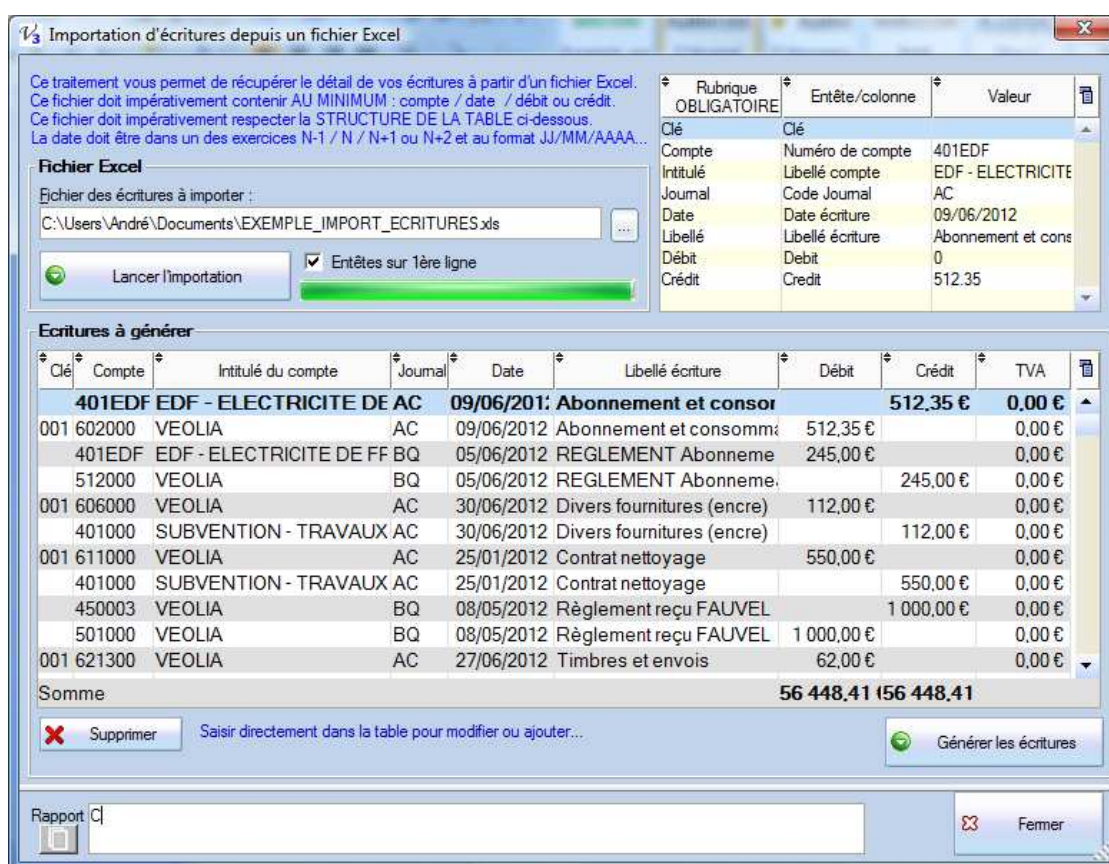 Importation d'écritures depuis un fichier Excel
Ce traitement vous permet de récupérer le détail de vos écritures à partir d'un fichier Excel.
Ce fichier doit impérativement contenir AU MINIMUM : compte / date / débit ou crédit.
Ce fichier doit impérativement respecter la STRUCTURE DE LA TABLE ci-dessous.
La date doit être dans un des exercices N-1 / N / N+1 ou N+2 et au format JJ/MM/AAAA...
Fichier Excel
Fichier des écritures à importer :
C:\Users\André\Documents\EXEMPLE_IMPORT_ECRITURES.xls
...
Lancer l'importation
Entêtes sur 1ère ligne
Rubrique OBLIGATOIRE Entête/colonne Valeur
Clé Clé
Compte Numéro de compte 401EDF
Intitulé Libellé compte EDF - ELECTRICITE
Journal Code Journal AC
Date Date écriture 09/06/2012
Libellé Libellé écriture Abonnement et cons
Débit Debit 0
Crédit Credit 512.35
Ecritures à générer
Clé Compte Intitulé du compte Journal Date Libellé écriture Débit Crédit TVA
401EDF EDF - ELECTRICITE DE AC 09/06/201 Abonnement et consor 512,35 € 0,00 €
001 602000 VEOLIA AC 09/06/2012 Abonnement et consomma 512,35 € 0,00 €
401EDF EDF - ELECTRICITE DE FF BQ 05/06/2012 REGLEMENT Abonneme 245,00 € 0,00 €
512000 VEOLIA BQ 05/06/2012 REGLEMENT Abonneme 245,00 € 0,00 €
001 606000 VEOLIA AC 30/06/2012 Divers fournitures (encre) 112,00 € 0,00 €
401000 SUBVENTION - TRAVAUX AC 30/06/2012 Divers fournitures (encre) 112,00 € 0,00 €
001 611000 VEOLIA AC 25/01/2012 Contrat nettoyage 550,00 € 0,00 €
401000 SUBVENTION - TRAVAUX AC 25/01/2012 Contrat nettoyage 550,00 € 0,00 €
450003 VEOLIA BQ 08/05/2012 Règlement reçu FAUVEL 1 000,00 € 0,00 €
501000 VEOLIA BQ 08/05/2012 Règlement reçu FAUVEL 1 000,00 € 0,00 €
001 621300 VEOLIA AC 27/06/2012 Timbres et envois 62,00 € 0,00 €
Somme 56 448,41 56 448,41
Supprimer
Saisir directement dans la table pour modifier ou ajouter...
Générer les écritures
Rapport C
Fermer